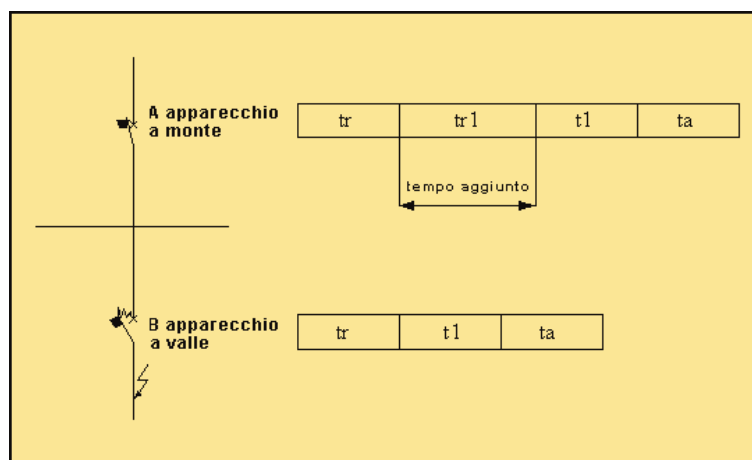 A apparecchio
a monte
tr tr1 t1 ta
tempo aggiunto
B apparecchio
a valle
tr t1 ta